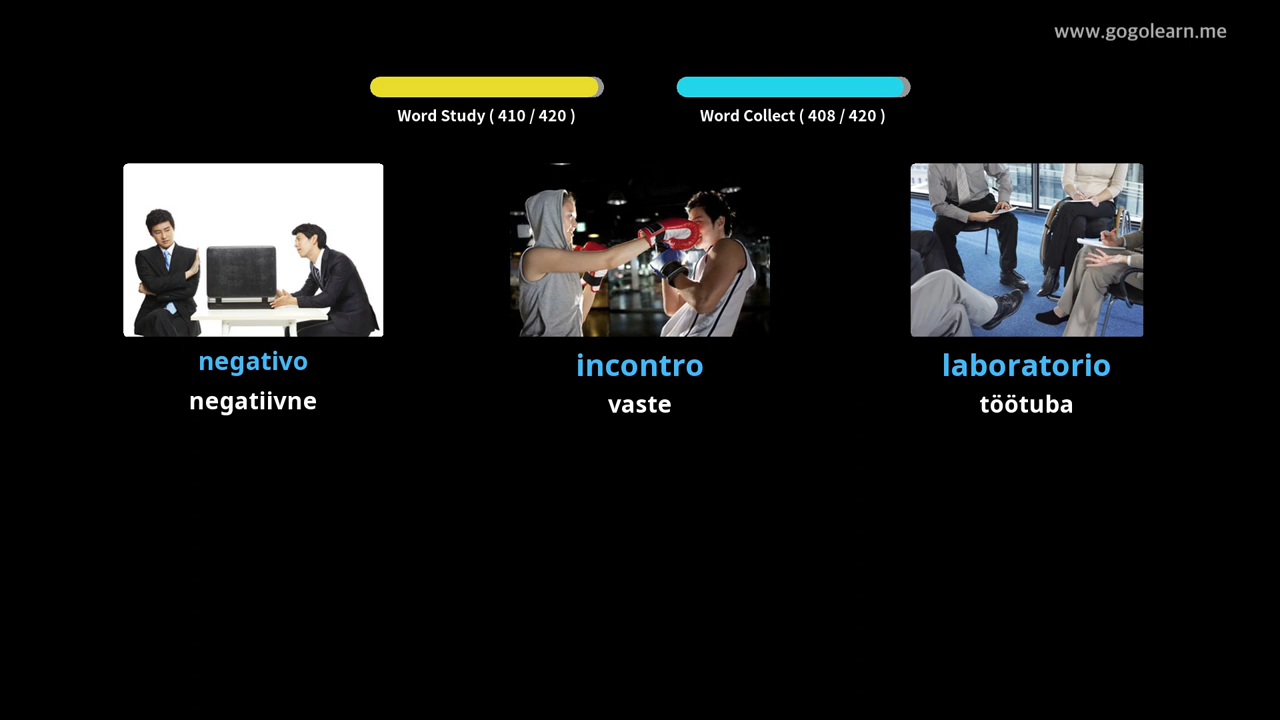 www.gogolearn.me
Word Study ( 410 / 420 )
Word Collect ( 408 / 420 )
negativo
negatiivne
incontro
vaste
laboratorio
töötuba